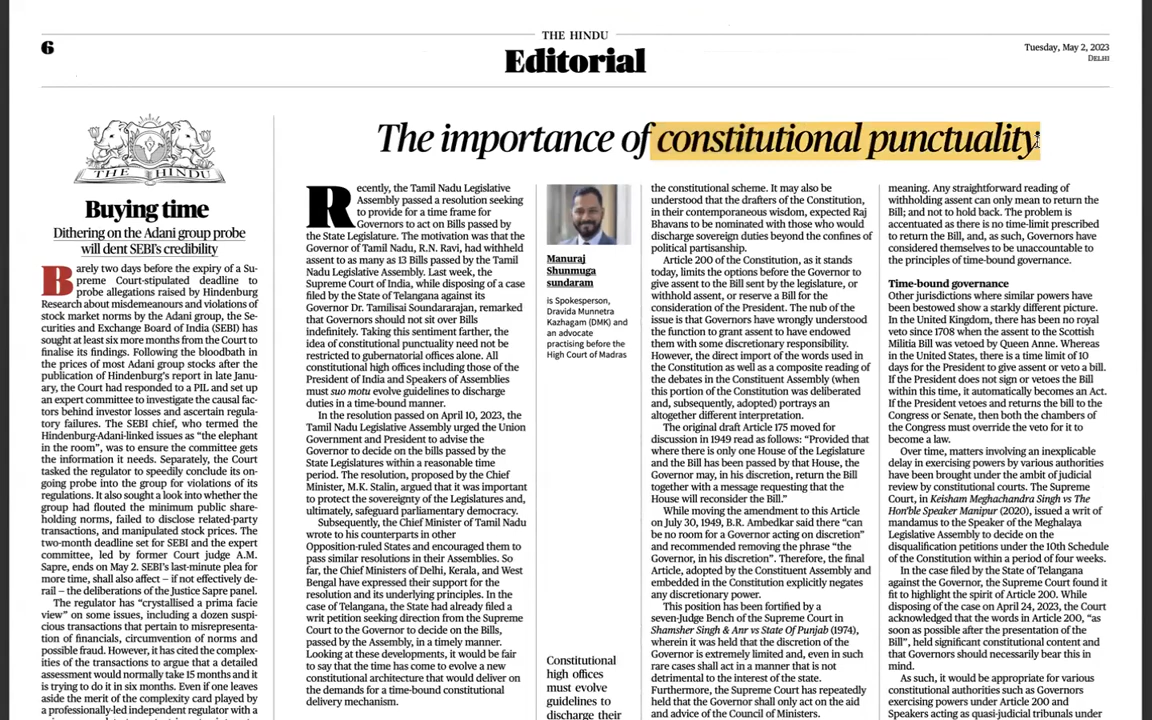 6
THE HINDU
Editorial
Tuesday, May 2, 2023
DELHI
THE HINDU
Buying time
Dithering on the Adani group probe
will dent SEBI's credibility
Barely two days before the expiry of a Su-
preme Court-stipulated deadline to
probe allegations raised by Hindenburg
Research about misdemeanours and violations of
stock market norms by the Adani group, the Se-
curities and Exchange Board of India (SEBI) has
sought at least six more months from the Court to
finalise its findings. Following the bloodbath in
the prices of most Adani group stocks after the
publication of Hindenburg's report in late Janu-
ary, the Court had responded to a PIL and set up
an expert committee to investigate the causal fac-
tors behind investor losses and ascertain regula-
tory failures. The SEBI chief, who termed the
Hindenburg-Adani-linked issues as “the elephant
in the room”, was to ensure the committee gets
the information it needs. Separately, the Court
tasked the regulator to speedily conclude its on-
going probe into the group for violations of its
regulations. It also sought a look into whether the
group had flouted the minimum public share-
holding norms, failed to disclose related-party
transactions, and manipulated stock prices. The
two-month deadline set for SEBI and the expert
committee, led by former Court judge A.M.
Sapre, ends on May 2. SEBI's last-minute plea for
more time, shall also affect – if not effectively de-
rail – the deliberations of the Justice Sapre panel.
The regulator has “crystallised a prima facie
view” on some issues, including a dozen suspi-
cious transactions that pertain to misrepresenta-
tion of financials, circumvention of norms and
possible fraud. However, it has cited the complex-
ities of the transactions to argue that a detailed
assessment would normally take 15 months and it
is trying to do it in six months. Even if one leaves
aside the merit of the complexity card played by
a professionally-led independent regulator with a
The importance of constitutional punctuality
Recently, the Tamil Nadu Legislative
Assembly passed a resolution seeking
to provide for a time frame for
Governors to act on Bills passed by
the State Legislature. The motivation was that the
Governor of Tamil Nadu, R.N. Ravi, had withheld
assent to as many as 13 Bills passed by the Tamil
Nadu Legislative Assembly. Last week, the
Supreme Court of India, while disposing of a case
filed by the State of Telangana against its
Governor Dr. Tamilisai Soundararajan, remarked
that Governors should not sit over Bills
indefinitely. Taking this sentiment farther, the
idea of constitutional punctuality need not be
restricted to gubernatorial offices alone. All
constitutional high offices including those of the
President of India and Speakers of Assemblies
must suo motu evolve guidelines to discharge
duties in a time-bound manner.
In the resolution passed on April 10, 2023, the
Tamil Nadu Legislative Assembly urged the Union
Government and President to advise the
Governor to decide on the bills passed by the
State Legislatures within a reasonable time
period. The resolution, proposed by the Chief
Minister, M.K. Stalin, argued that it was important
to protect the sovereignty of the Legislatures and,
ultimately, safeguard parliamentary democracy.
Subsequently, the Chief Minister of Tamil Nadu
wrote to his counterparts in other
Opposition-ruled States and encouraged them to
pass similar resolutions in their Assemblies. So
far, the Chief Ministers of Delhi, Kerala, and West
Bengal have expressed their support for the
resolution and its underlying principles. In the
case of Telangana, the State had already filed a
writ petition seeking direction from the Supreme
Court to the Governor to decide on the Bills,
passed by the Assembly, in a timely manner.
Looking at these developments, it would be fair
to say that the time has come to evolve a new
constitutional architecture that would deliver on
the demands for a time-bound constitutional
delivery mechanism.
Manuraj
Shunmuga
sundaram
is Spokesperson,
Dravida Munnetra
Kazhagam (DMK) and
an advocate
practising before the
High Court of Madras
Constitutional
high offices
must evolve
guidelines to
discharge their
the constitutional scheme. It may also be
understood that the drafters of the Constitution,
in their contemporaneous wisdom, expected Raj
Bhavans to be nominated with those who would
discharge sovereign duties beyond the confines of
political partisanship.
Article 200 of the Constitution, as it stands
today, limits the options before the Governor to
give assent to the Bill sent by the legislature, or
withhold assent, or reserve a Bill for the
consideration of the President. The nub of the
issue is that Governors have wrongly understood
the function to grant assent to have endowed
them with some discretionary responsibility.
However, the direct import of the words used in
the Constitution as well as a composite reading of
the debates in the Constituent Assembly (when
this portion of the Constitution was deliberated
and, subsequently, adopted) portrays an
altogether different interpretation.
The original draft Article 175 moved for
discussion in 1949 read as follows: “Provided that
where there is only one House of the Legislature
and the Bill has been passed by that House, the
Governor may, in his discretion, return the Bill
together with a message requesting that the
House will reconsider the Bill.”
While moving the amendment to this Article
on July 30, 1949, B.R. Ambedkar said there “can
be no room for a Governor acting on discretion”
and recommended removing the phrase “the
Governor, in his discretion”. Therefore, the final
Article, adopted by the Constituent Assembly and
embedded in the Constitution explicitly negates
any discretionary power.
This position has been fortified by a
seven-Judge Bench of the Supreme Court in
Shamsher Singh & Anr vs State Of Punjab (1974),
wherein it was held that the discretion of the
Governor is extremely limited and, even in such
rare cases shall act in a manner that is not
detrimental to the interest of the state.
Furthermore, the Supreme Court has repeatedly
held that the Governor shall only act on the aid
and advice of the Council of Ministers.
meaning. Any straightforward reading of
withholding assent can only mean to return the
Bill; and not to hold back. The problem is
accentuated as there is no time-limit prescribed
to return the Bill, and, as such, Governors have
considered themselves to be unaccountable to
the principles of time-bound governance.
Time-bound governance
Other jurisdictions where similar powers have
been bestowed show a starkly different picture.
In the United Kingdom, there has been no royal
veto since 1708 when the assent to the Scottish
Militia Bill was vetoed by Queen Anne. Whereas
in the United States, there is a time limit of 10
days for the President to give assent or veto a bill.
If the President does not sign or vetoes the Bill
within this time, it automatically becomes an Act.
If the President vetoes and returns the bill to the
Congress or Senate, then both the chambers of
the Congress must override the veto for it to
become a law.
Over time, matters involving an inexplicable
delay in exercising powers by various authorities
have been brought under the ambit of judicial
review by constitutional courts. The Supreme
Court, in Keisham Meghachandra Singh vs The
Hon'ble Speaker Manipur (2020), issued a writ of
mandamus to the Speaker of the Meghalaya
Legislative Assembly to decide on the
disqualification petitions under the 10th Schedule
of the Constitution within a period of four weeks.
In the case filed by the State of Telangana
against the Governor, the Supreme Court found it
fit to highlight the spirit of Article 200. While
disposing of the case on April 24, 2023, the Court
acknowledged that the words in Article 200, “as
soon as possible after the presentation of the
Bill”, held significant constitutional content and
that Governors should necessarily bear this in
mind.
As such, it would be appropriate for various
constitutional authorities such as Governors
exercising powers under Article 200 and
Speakers acting as quasi-judicial tribunals under